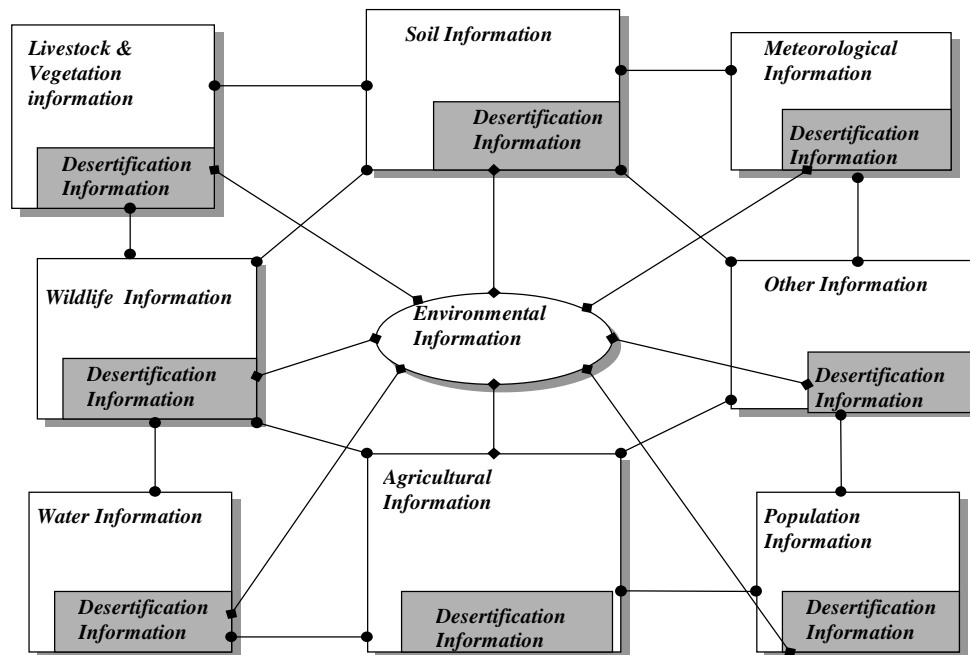 Livestock &
Vegetation
information
Desertification
Information
Soil Information
Desertification
Information
Meteorological
Information
Desertification
Information
Wildlife Information
Desertification
Information
Environmental
Information
Other Information
Desertification
Information
Water Information
Desertification
Information
Agricultural
Information
Desertification
Information
Population
Information
Desertification
Information